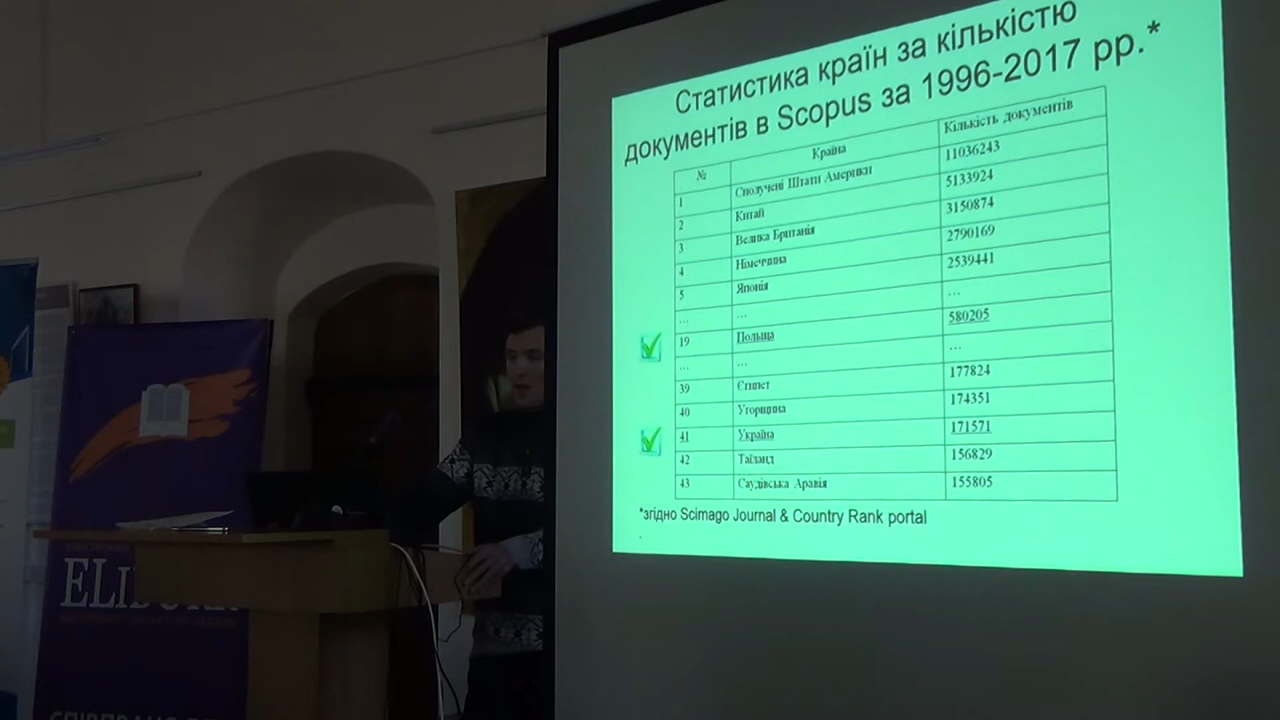 Статистика країн за кількістю
документів в Scopus за 1996-2017 рр.*
№ Країна Кількість документів
1 Сполучені Штати Америки 11036243
2 Китай 5133924
3 Велика Британія 3150874
4 Німеччина 2790169
5 Японія 2539441
... ... ...
19 Польща 580205
... ... ...
39 Єгипет 177824
40 Угорщина 174351
41 Україна 171571
42 Таїланд 156829
43 Саудівська Аравія 155805
*згідно Scimago Journal & Country Rank portal
.